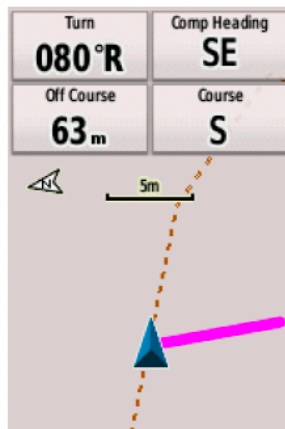 Turn
080°R
Comp Heading
SE
Off Course
63m
Course
S
N
5m